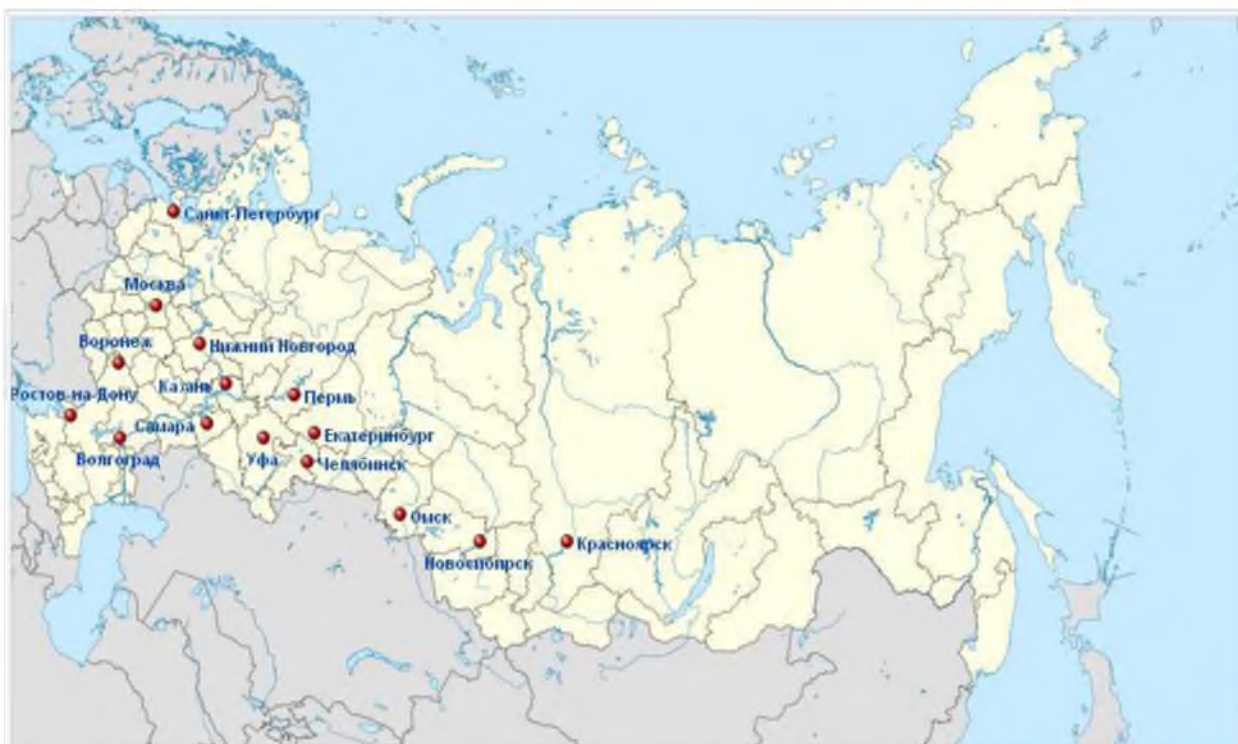 Санкт-Петербург
Москва
Воронеж
Нижний Новгород
Казань
Пермь
Ростов-на-Дону
Самара
Екатеринбург
Волгоград
Уфа
Челябинск
Омск
Новосибирск
Красноярск